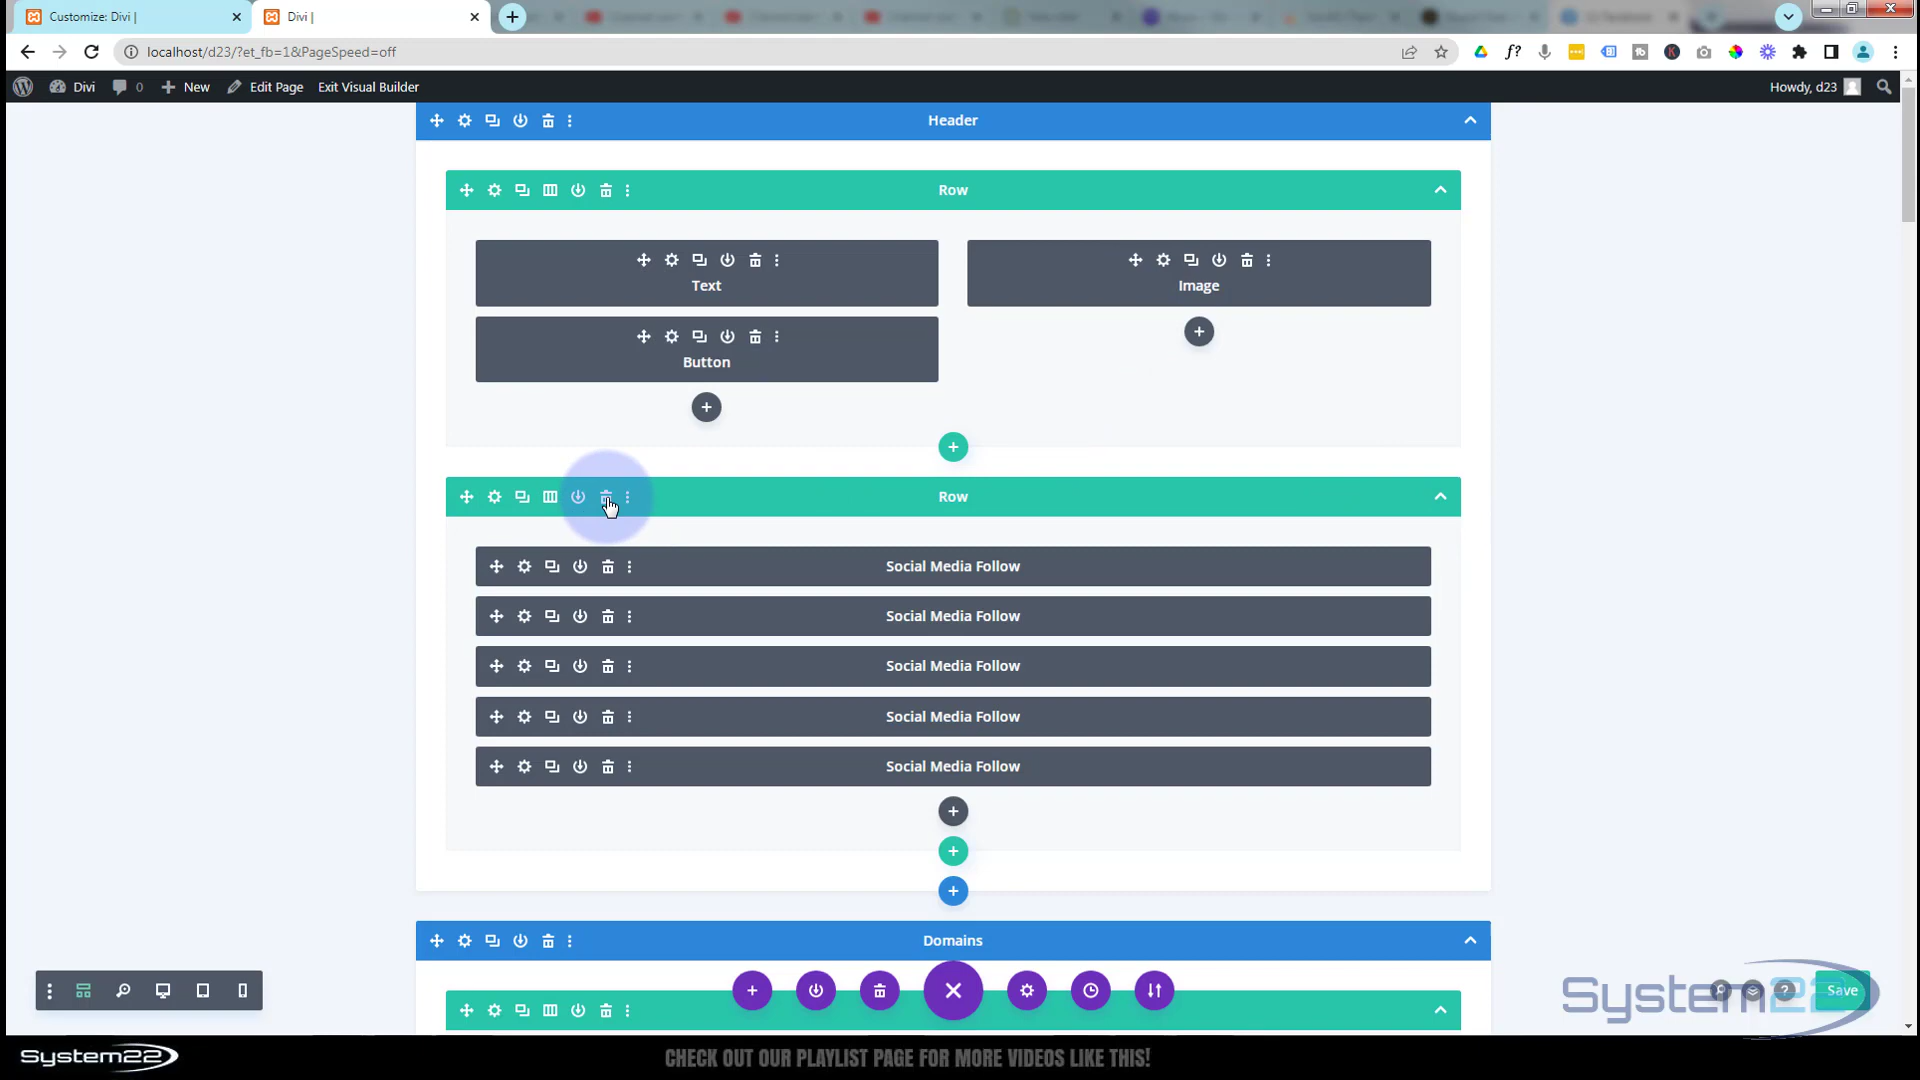 Customize: Divi |
Divi |
localhost/d23/?et_fb=1&PageSpeed=off
Divi
0
New
Edit Page
Exit Visual Builder
Howdy, d23
Header
Row
Text
Image
Button
Row
Social Media Follow
Social Media Follow
Social Media Follow
Social Media Follow
Social Media Follow
Domains
Save
System22
System22
CHECK OUT OUR PLAYLIST PAGE FOR MORE VIDEOS LIKE THIS!